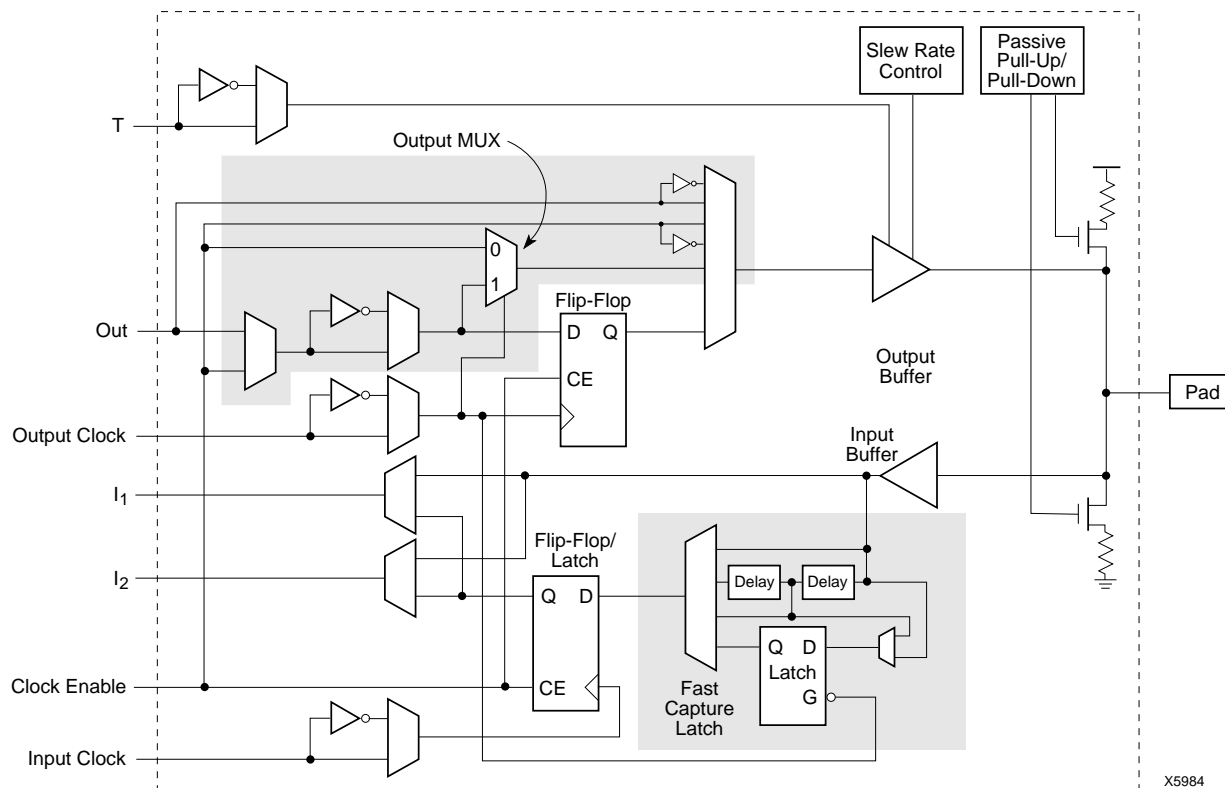 Slew Rate
Control
Passive
Pull-Up/
Pull-Down
T
Output MUX
0
1
Flip-Flop
D Q
CE
Out
Output
Buffer
Pad
Output Clock
Input
Buffer
I1
Flip-Flop/
Latch
I2
Delay Delay
Q D
Q D
Latch
G
Clock Enable
CE
Fast
Capture
Latch
Input Clock
X5984